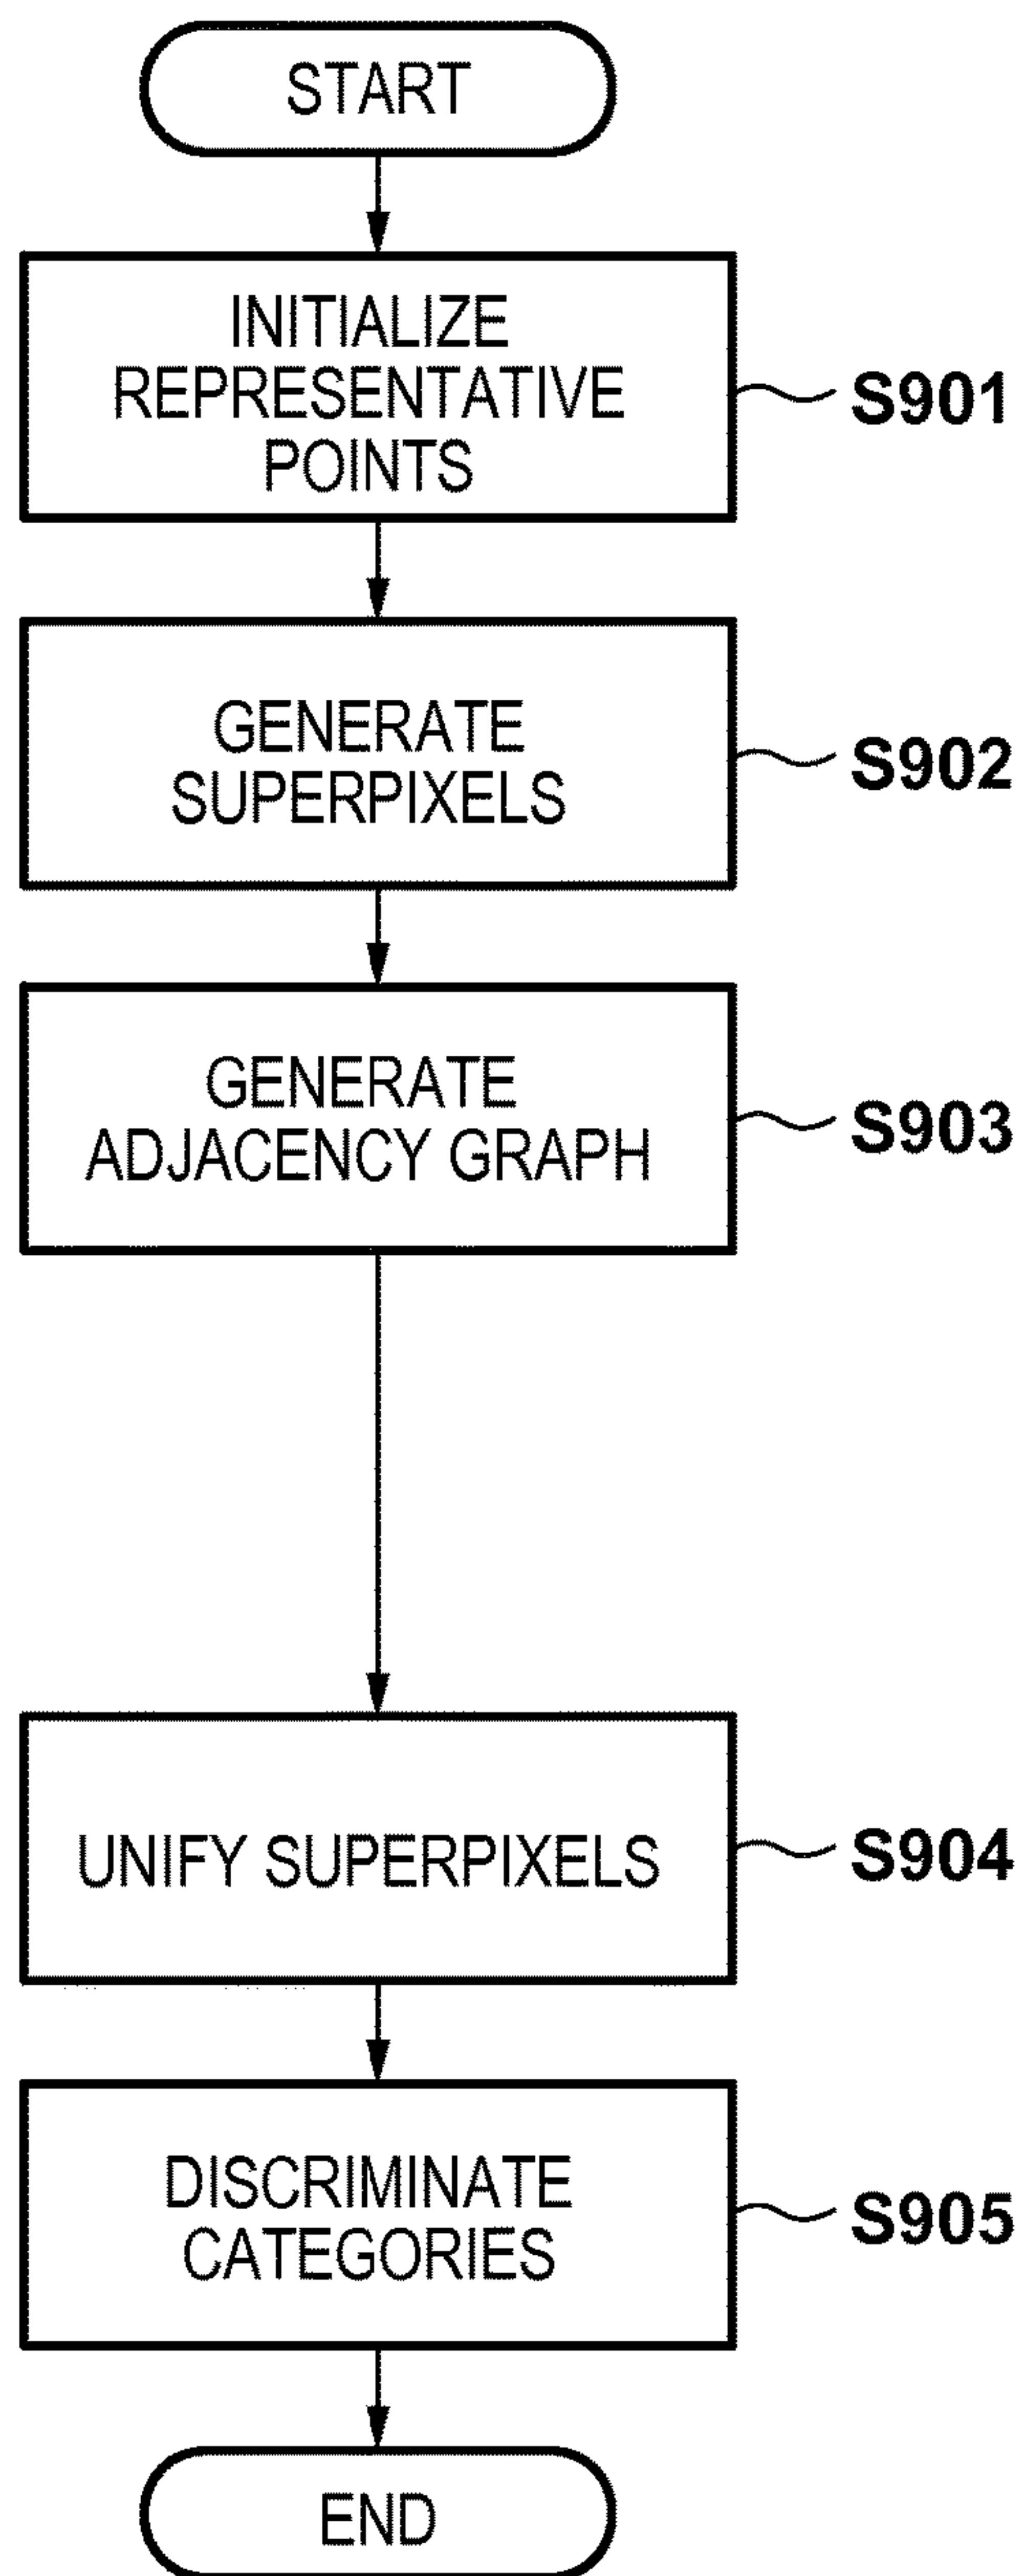 START
INITIALIZE
REPRESENTATIVE
POINTS
S901
GENERATE
SUPERPIXELS
S902
GENERATE
ADJACENCY GRAPH
S903
UNIFY SUPERPIXELS
S904
DISCRIMINATE
CATEGORIES
S905
END